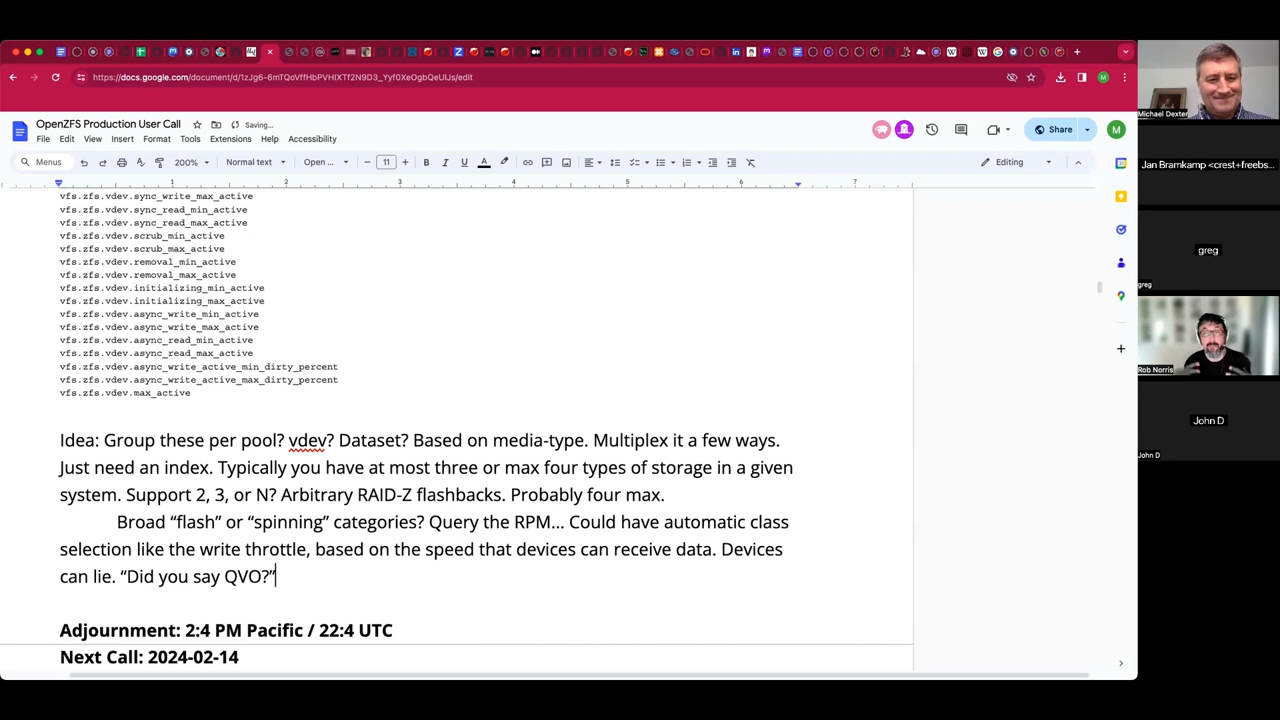 https://docs.google.com/document/d/1zJg6-6mTQoVffHbPVHIXTf2N9D3_Yyf0XeOgbQeUIJs/edit
OpenZFS Production User Call
Saving...
File Edit View Insert Format Tools Extensions Help Accessibility
Share
M
Menus
200%
Normal text
Open ...
11
Editing
1 2 3 4 5 6 7
vfs.zfs.vdev.sync_write_max_active
vfs.zfs.vdev.sync_read_min_active
vfs.zfs.vdev.sync_read_max_active
vfs.zfs.vdev.scrub_min_active
vfs.zfs.vdev.scrub_max_active
vfs.zfs.vdev.removal_min_active
vfs.zfs.vdev.removal_max_active
vfs.zfs.vdev.initializing_min_active
vfs.zfs.vdev.initializing_max_active
vfs.zfs.vdev.async_write_min_active
vfs.zfs.vdev.async_write_max_active
vfs.zfs.vdev.async_read_min_active
vfs.zfs.vdev.async_read_max_active
vfs.zfs.vdev.async_write_active_min_dirty_percent
vfs.zfs.vdev.async_write_active_max_dirty_percent
vfs.zfs.vdev.max_active
Idea: Group these per pool? vdev? Dataset? Based on media-type. Multiplex it a few ways.
Just need an index. Typically you have at most three or max four types of storage in a given
system. Support 2, 3, or N? Arbitrary RAID-Z flashbacks. Probably four max.
Broad “flash” or “spinning” categories? Query the RPM... Could have automatic class
selection like the write throttle, based on the speed that devices can receive data. Devices
can lie. “Did you say QVO?”
Adjournment: 2:4 PM Pacific / 22:4 UTC
Next Call: 2024-02-14
Michael Dexter
Jan Bramkamp <crest+freebs...
greg
greg
Rob Norris
John D
John D